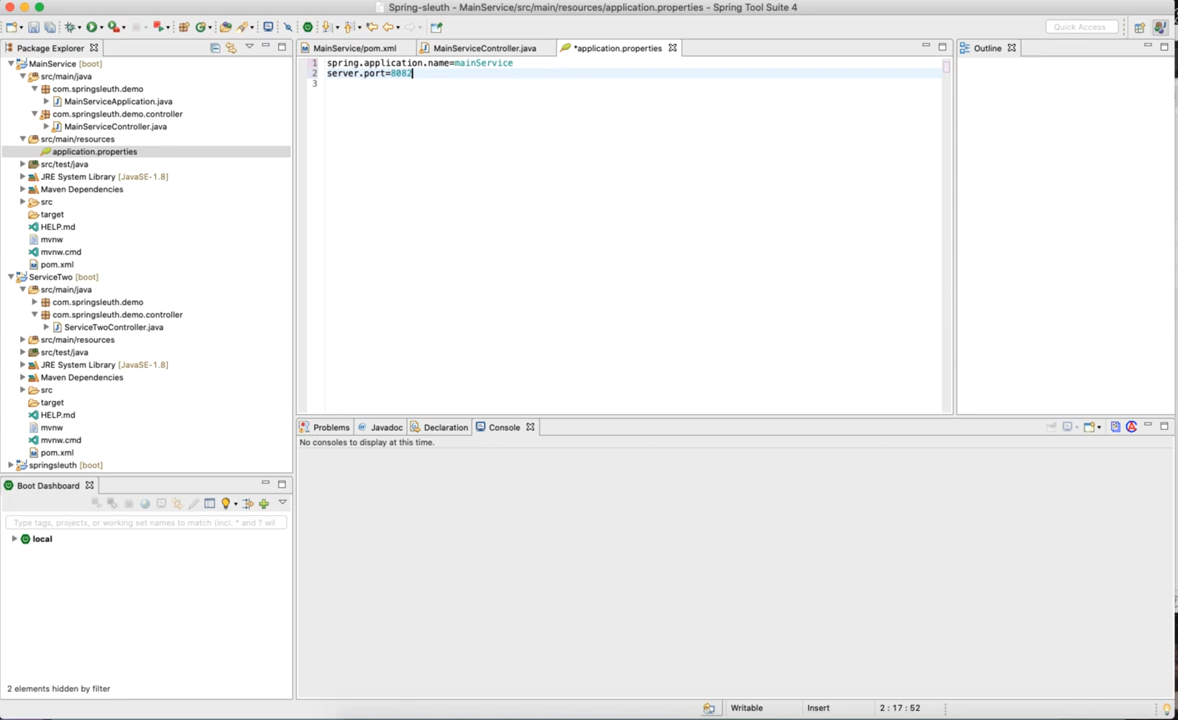 Spring-sleuth - MainService/src/main/resources/application.properties - Spring Tool Suite 4
Quick Access
Package Explorer
MainService [boot]
src/main/java
com.springsleuth.demo
MainServiceApplication.java
com.springsleuth.demo.controller
MainServiceController.java
src/main/resources
application.properties
src/test/java
JRE System Library [JavaSE-1.8]
Maven Dependencies
src
target
HELP.md
mvnw
mvnw.cmd
pom.xml
ServiceTwo [boot]
src/main/java
com.springsleuth.demo
com.springsleuth.demo.controller
ServiceTwoController.java
src/main/resources
src/test/java
JRE System Library [JavaSE-1.8]
Maven Dependencies
src
target
HELP.md
mvnw
mvnw.cmd
pom.xml
springsleuth [boot]
Boot Dashboard
Type tags, projects, or working set names to match (incl. * and ? wil
local
2 elements hidden by filter
MainService/pom.xml
MainServiceController.java
*application.properties
1 spring.application.name=mainService
2 server.port=8082
3
Outline
Problems
Javadoc
Declaration
Console
No consoles to display at this time.
Writable
Insert
2 : 17 : 52